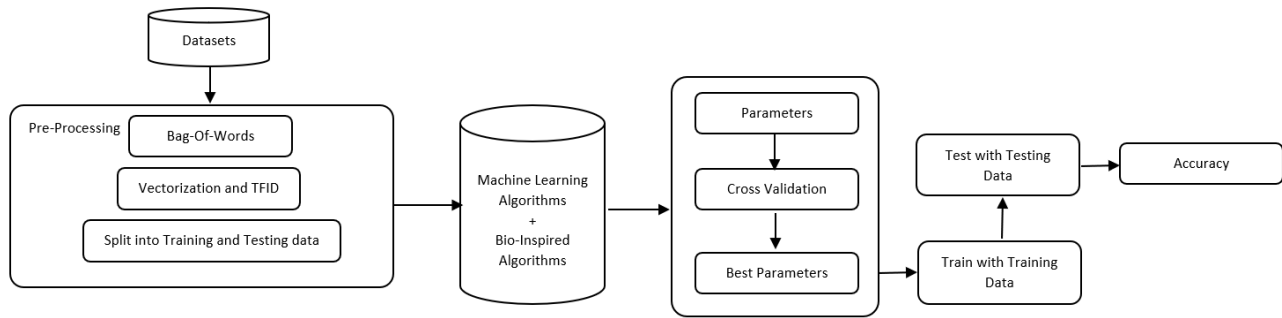 Datasets
Pre-Processing
Bag-Of-Words
Vectorization and TFID
Split into Training and Testing data
Machine Learning
Algorithms
+
Bio-Inspired
Algorithms
Parameters
Cross Validation
Best Parameters
Train with Training
Data
Test with Testing
Data
Accuracy